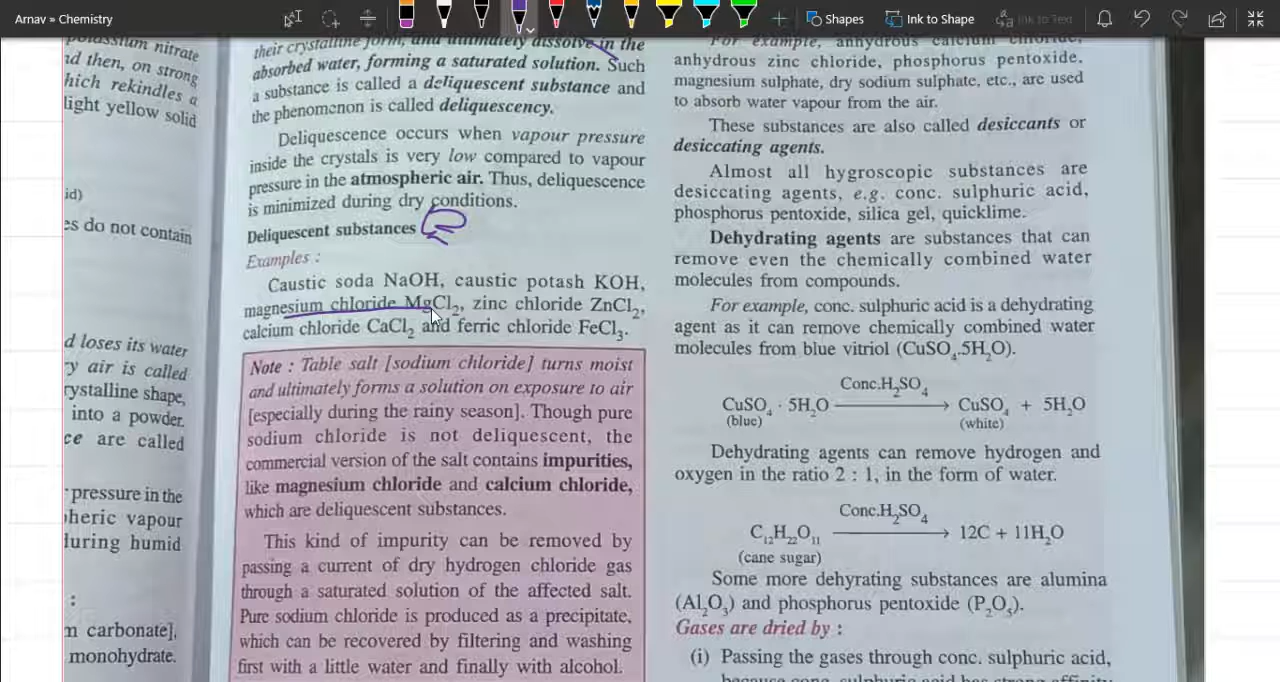 Arnav » Chemistry
Shapes
Ink to Shape
Ink to Text
potassium nitrate
nd then, on strong
hich rekindles a
light yellow solid
id)
es do not contain
d loses its water
y air is called
rystalline shape,
into a powder.
ce are called
pressure in the
heric vapour
luring humid
:
m carbonate],
monohydrate.
their crystalline form, and ultimately dissolve in the
absorbed water, forming a saturated solution. Such
a substance is called a deliquescent substance and
the phenomenon is called deliquescency.
Deliquescence occurs when vapour pressure
inside the crystals is very low compared to vapour
pressure in the atmospheric air. Thus, deliquescence
is minimized during dry conditions.
Deliquescent substances
Examples :
Caustic soda NaOH, caustic potash KOH,
magnesium chloride MgCl₂, zinc chloride ZnCl₂,
calcium chloride CaCl₂ and ferric chloride FeCl₃.
Note : Table salt [sodium chloride] turns moist
and ultimately forms a solution on exposure to air
[especially during the rainy season]. Though pure
sodium chloride is not deliquescent, the
commercial version of the salt contains impurities,
like magnesium chloride and calcium chloride,
which are deliquescent substances.
This kind of impurity can be removed by
passing a current of dry hydrogen chloride gas
through a saturated solution of the affected salt.
Pure sodium chloride is produced as a precipitate,
which can be recovered by filtering and washing
first with a little water and finally with alcohol.
For example, anhydrous calcium chloride,
anhydrous zinc chloride, phosphorus pentoxide,
magnesium sulphate, dry sodium sulphate, etc., are used
to absorb water vapour from the air.
These substances are also called desiccants or
desiccating agents.
Almost all hygroscopic substances are
desiccating agents, e.g. conc. sulphuric acid,
phosphorus pentoxide, silica gel, quicklime.
Dehydrating agents are substances that can
remove even the chemically combined water
molecules from compounds.
For example, conc. sulphuric acid is a dehydrating
agent as it can remove chemically combined water
molecules from blue vitriol (CuSO₄.5H₂O).
Conc.H₂SO₄
CuSO₄ · 5H₂O ⟶ CuSO₄ + 5H₂O
(blue) (white)
Dehydrating agents can remove hydrogen and
oxygen in the ratio 2 : 1, in the form of water.
Conc.H₂SO₄
C₁₂H₂₂O₁₁ ⟶ 12C + 11H₂O
(cane sugar)
Some more dehyrating substances are alumina
(Al₂O₃) and phosphorus pentoxide (P₂O₅).
Gases are dried by :
(i) Passing the gases through conc. sulphuric acid,
because conc. sulphuric acid has strong affinity